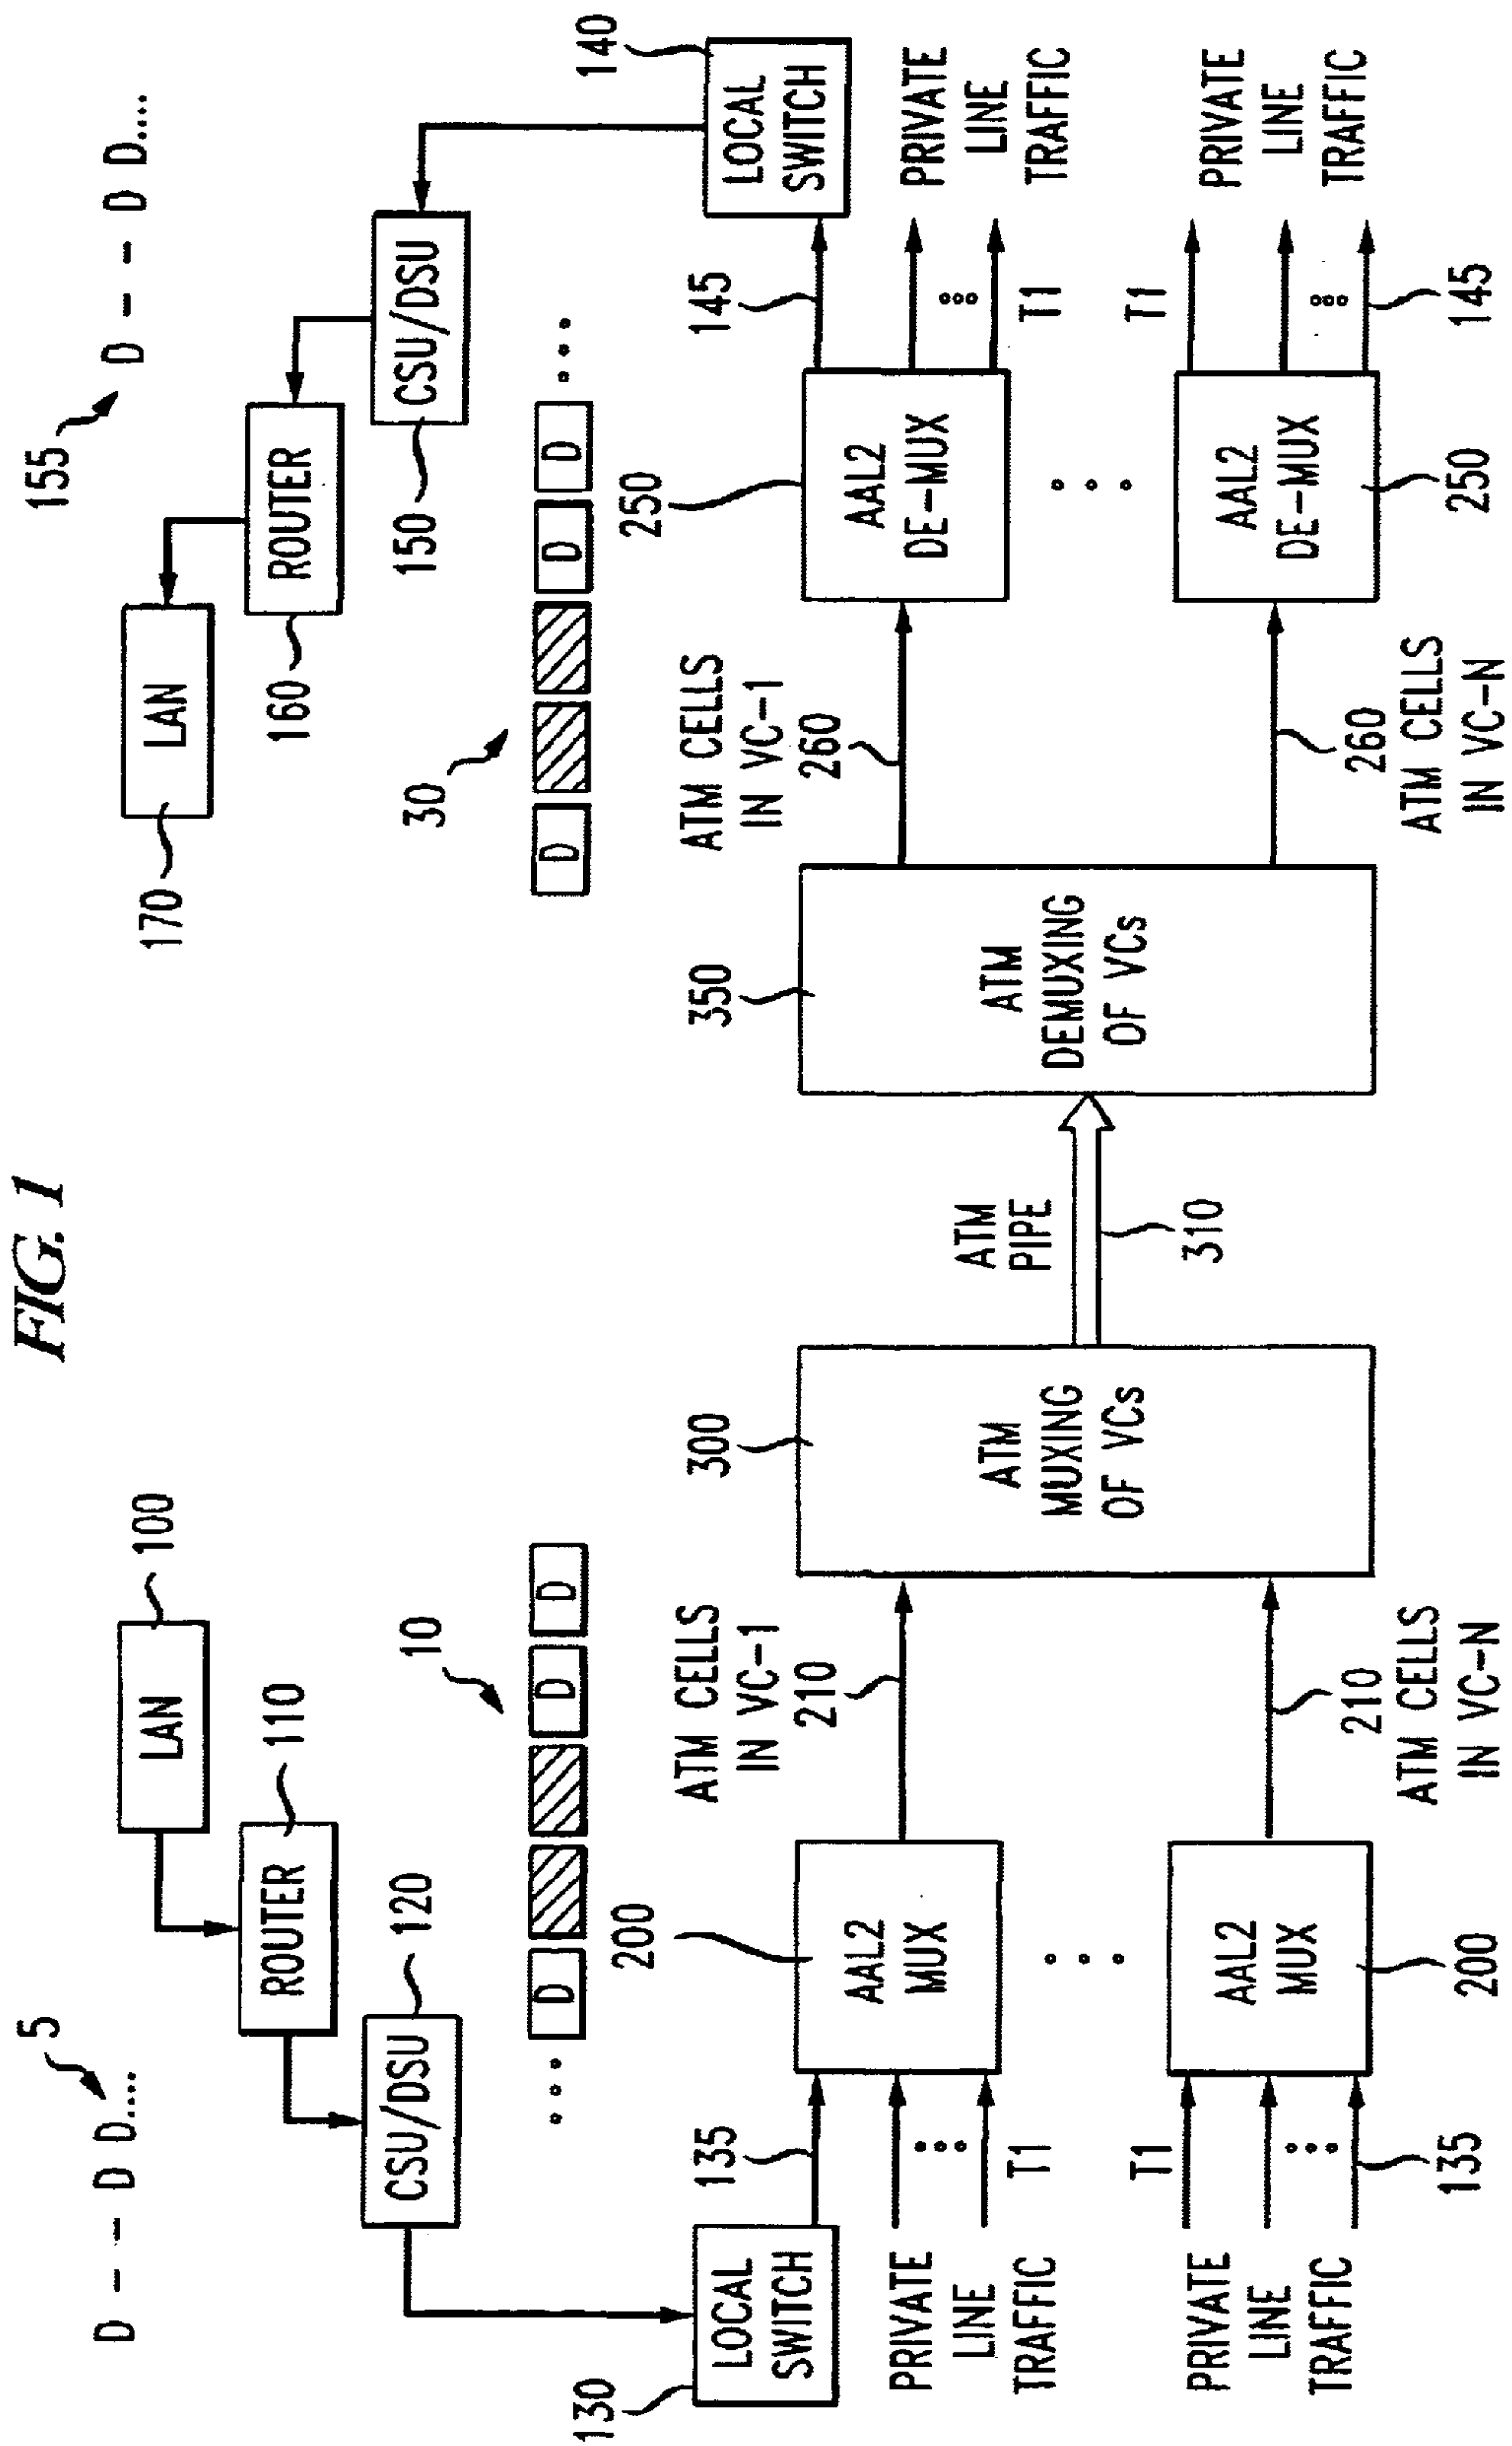 FIG. 1
5
D – – D D....
LAN
100
ROUTER
110
CSU/DSU
120
10
... D D D
LOCAL
SWITCH
130
135
PRIVATE
LINE
TRAFFIC
T1
200
AAL2
MUX
ATM CELLS
IN VC–1
210
T1
PRIVATE
LINE
TRAFFIC
135
AAL2
MUX
200
210
ATM CELLS
IN VC–N
300
ATM
MUXING
OF VCs
ATM
PIPE
310
350
ATM
DEMUXING
OF VCs
155
D – – D D....
LAN
170
ROUTER
160
CSU/DSU
150
30
D D D ...
LOCAL
SWITCH
140
ATM CELLS
IN VC–1
260
250
AAL2
DE–MUX
145
PRIVATE
LINE
TRAFFIC
T1
260
ATM CELLS
IN VC–N
AAL2
DE–MUX
250
T1
PRIVATE
LINE
TRAFFIC
145